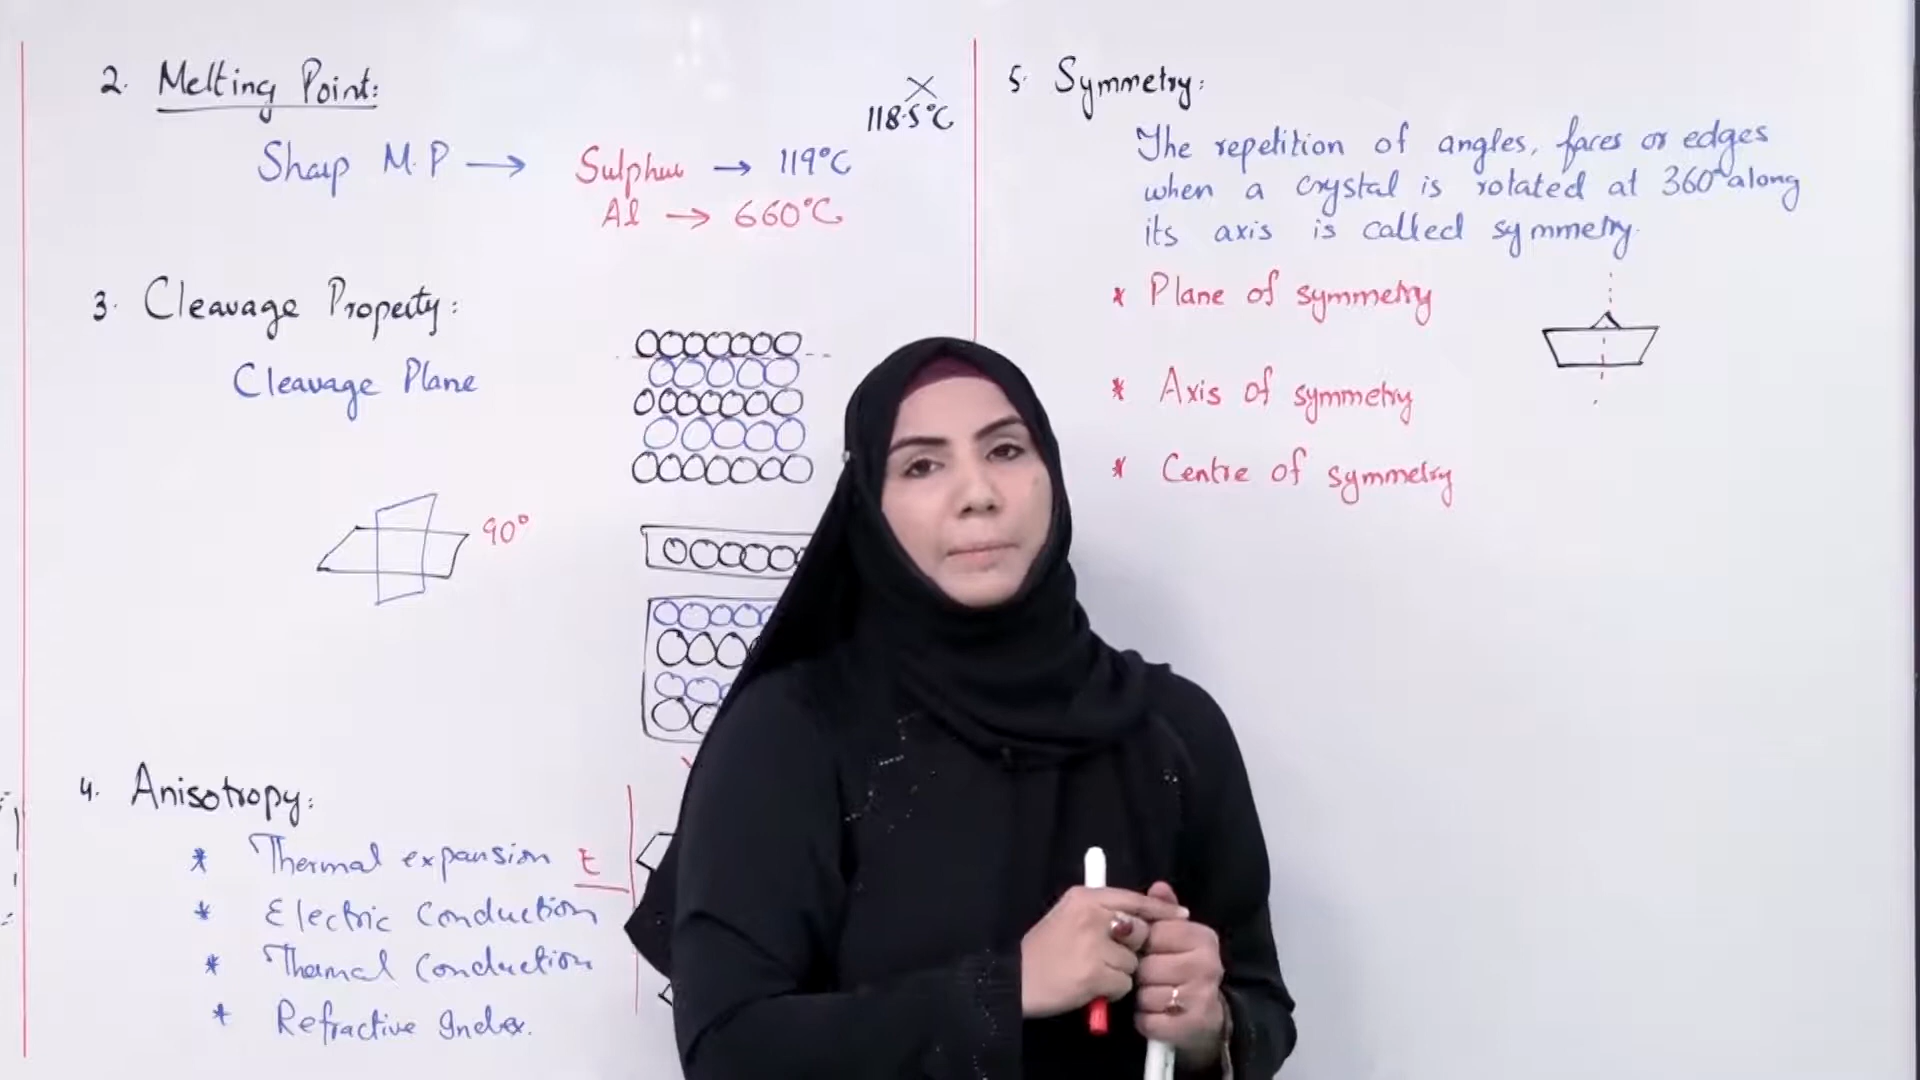 2. Melting Point:
Sharp M.P → Sulphur → 119°C
118.5°C
Al → 660°C
3. Cleavage Property:
Cleavage Plane
90°
4. Anisotropy:
* Thermal expansion t
* Electric Conduction
* Thermal Conduction
* Refractive Index.
5. Symmetry:
The repetition of angles, faces or edges
when a crystal is rotated at 360° along
its axis is called symmetry.
* Plane of symmetry
* Axis of symmetry
* Centre of symmetry